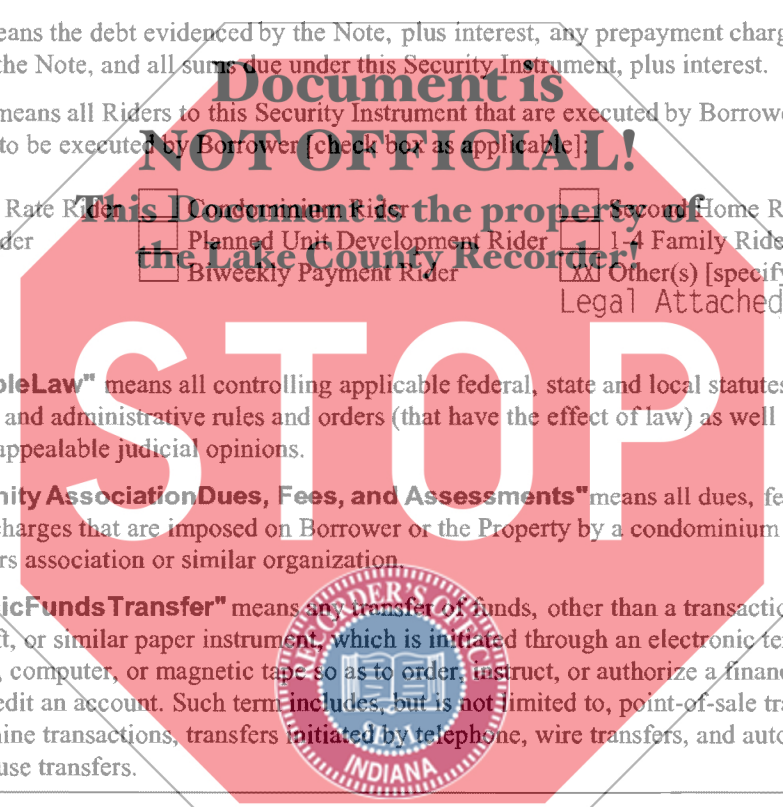 eans the debt evidenced by the Note, plus interest, any prepayment charg
the Note, and all sums due under this Security Instrument, plus interest.
Document is
means all Riders to this Security Instrument that are executed by Borrowe
NOT OFFICIAL!
to be executed by Borrower [check box as applicable]:
This Document is the property of
Rate Rider Condominium Rider Second Home R
der Planned Unit Development Rider 1-4 Family Ride
the Lake County Recorder!
Biweekly Payment Rider XX Other(s) [specify
Legal Attached
STOP
bleLaw" means all controlling applicable federal, state and local statutes
and administrative rules and orders (that have the effect of law) as well
appealable judicial opinions.
nity AssociationDues, Fees, and Assessments" means all dues, fe
charges that are imposed on Borrower or the Property by a condominium
rs association or similar organization.
icFundsTransfer" means any transfer of funds, other than a transactio
ft, or similar paper instrument, which is initiated through an electronic te
, computer, or magnetic tape so as to order, instruct, or authorize a financ
edit an account. Such term includes, but is not limited to, point-of-sale tra
ine transactions, transfers initiated by telephone, wire transfers, and auto
use transfers.
RECORDER'S OFFICE
SEAL
INDIANA